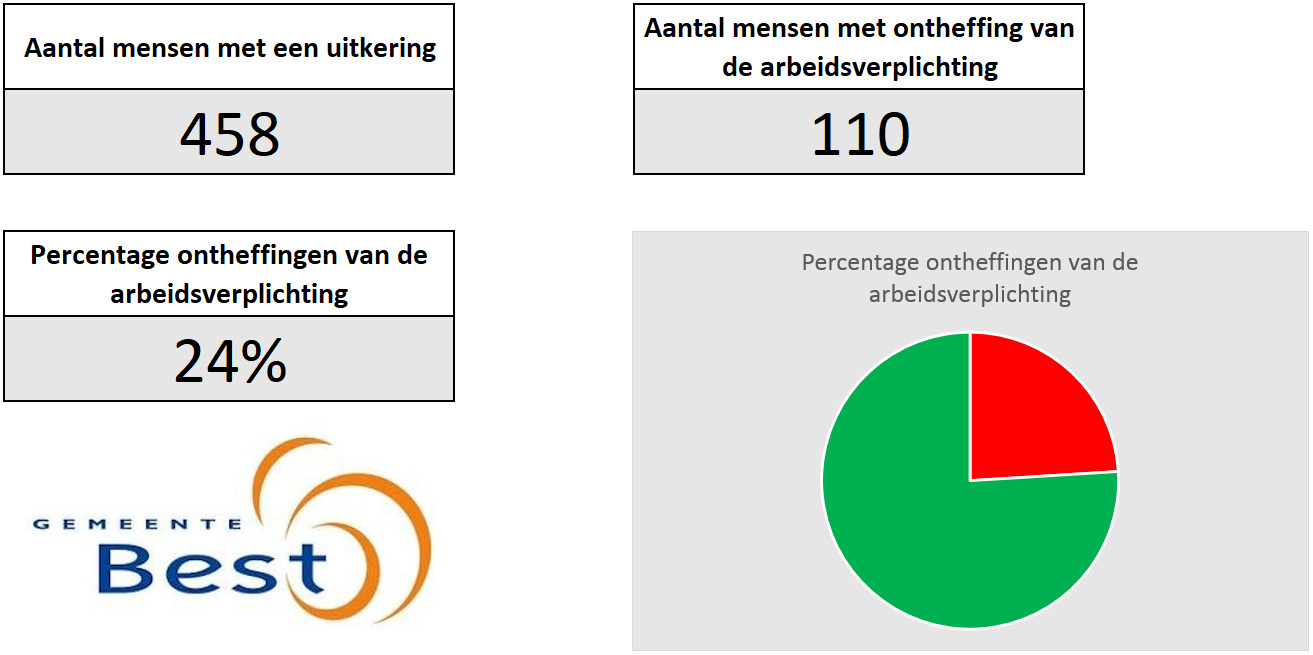 Aantal mensen met een uitkering
458
Aantal mensen met ontheffing van
de arbeidsverplichting
110
Percentage ontheffingen van de
arbeidsverplichting
24%
Percentage ontheffingen van de
arbeidsverplichting
GEMEENTE
Best